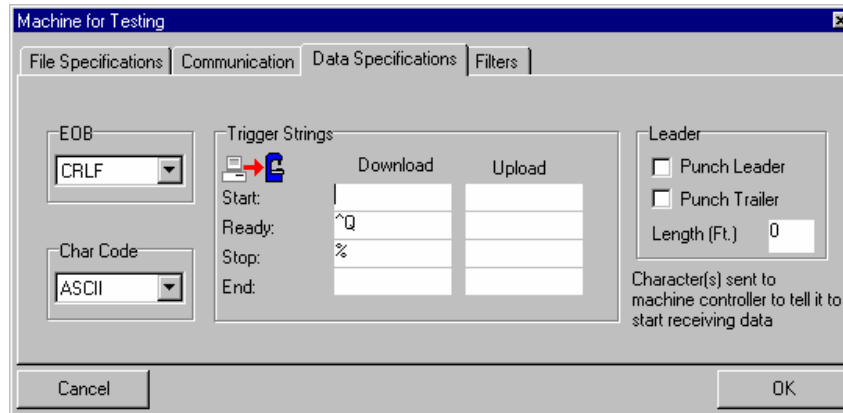 Machine for Testing
File Specifications Communication Data Specifications Filters
EOB
CRLF
Char Code
ASCII
Trigger Strings
Download Upload
Start:
Ready: ^Q
Stop: %
End:
Leader
Punch Leader
Punch Trailer
Length (Ft.) 0
Character(s) sent to
machine controller to tell it to
start receiving data
Cancel OK